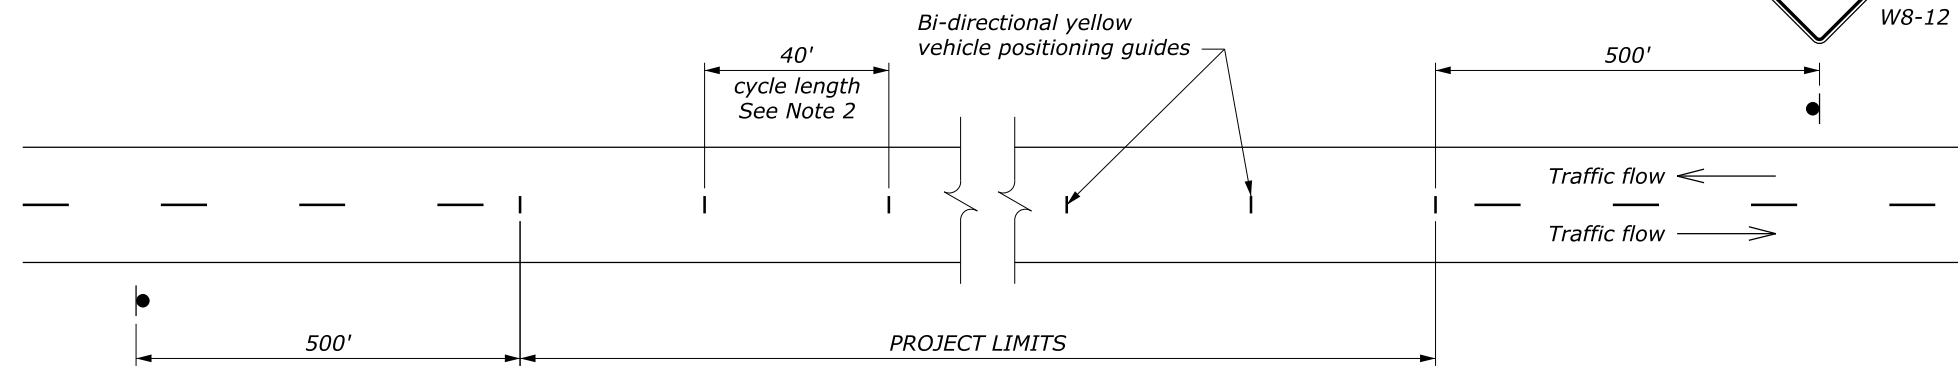 Bi-directional yellow
vehicle positioning guides
W8-12
40'
cycle length
See Note 2
500'
Traffic flow
Traffic flow
500'
PROJECT LIMITS